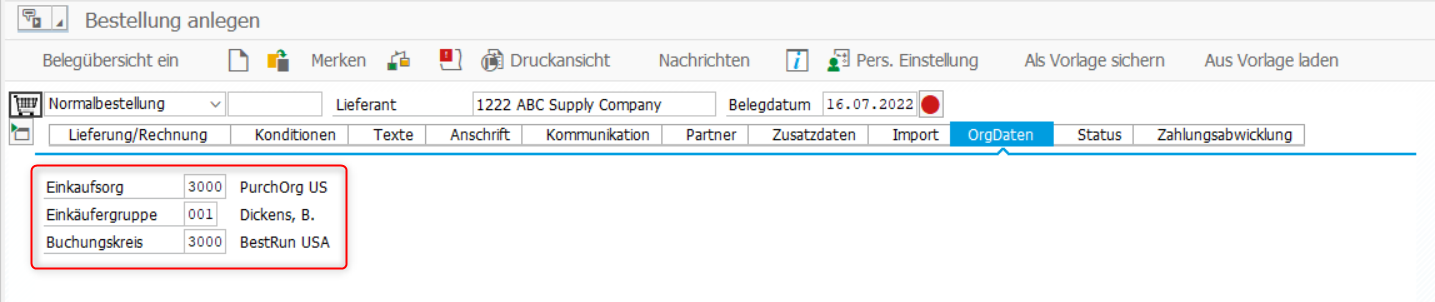 Bestellung anlegen
Belegübersicht ein Merken Druckansicht Nachrichten Pers. Einstellung Als Vorlage sichern Aus Vorlage laden
Normalbestellung Lieferant 1222 ABC Supply Company Belegdatum 16.07.2022
Lieferung/Rechnung Konditionen Texte Anschrift Kommunikation Partner Zusatzdaten Import OrgDaten Status Zahlungsabwicklung
Einkaufsorg 3000 PurchOrg US
Einkäufergruppe 001 Dickens, B.
Buchungskreis 3000 BestRun USA